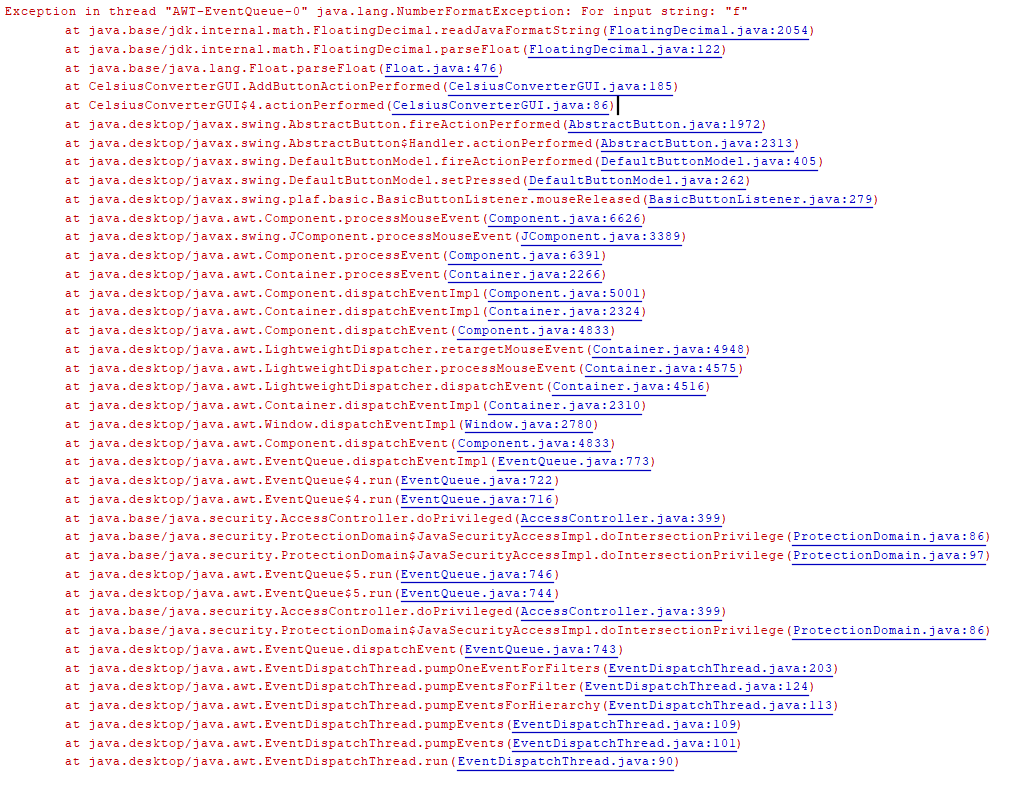 Exception in thread "AWT-EventQueue-0" java.lang.NumberFormatException: For input string: "f"
at java.base/jdk.internal.math.FloatingDecimal.readJavaFormatString(FloatingDecimal.java:2054)
at java.base/jdk.internal.math.FloatingDecimal.parseFloat(FloatingDecimal.java:122)
at java.base/java.lang.Float.parseFloat(Float.java:476)
at CelsiusConverterGUI.AddButtonActionPerformed(CelsiusConverterGUI.java:185)
at CelsiusConverterGUI$4.actionPerformed(CelsiusConverterGUI.java:86)
at java.desktop/javax.swing.AbstractButton.fireActionPerformed(AbstractButton.java:1972)
at java.desktop/javax.swing.AbstractButton$Handler.actionPerformed(AbstractButton.java:2313)
at java.desktop/javax.swing.DefaultButtonModel.fireActionPerformed(DefaultButtonModel.java:405)
at java.desktop/javax.swing.DefaultButtonModel.setPressed(DefaultButtonModel.java:262)
at java.desktop/javax.swing.plaf.basic.BasicButtonListener.mouseReleased(BasicButtonListener.java:279)
at java.desktop/java.awt.Component.processMouseEvent(Component.java:6626)
at java.desktop/javax.swing.JComponent.processMouseEvent(JComponent.java:3389)
at java.desktop/java.awt.Component.processEvent(Component.java:6391)
at java.desktop/java.awt.Container.processEvent(Container.java:2266)
at java.desktop/java.awt.Component.dispatchEventImpl(Component.java:5001)
at java.desktop/java.awt.Container.dispatchEventImpl(Container.java:2324)
at java.desktop/java.awt.Component.dispatchEvent(Component.java:4833)
at java.desktop/java.awt.LightweightDispatcher.retargetMouseEvent(Container.java:4948)
at java.desktop/java.awt.LightweightDispatcher.processMouseEvent(Container.java:4575)
at java.desktop/java.awt.LightweightDispatcher.dispatchEvent(Container.java:4516)
at java.desktop/java.awt.Container.dispatchEventImpl(Container.java:2310)
at java.desktop/java.awt.Window.dispatchEventImpl(Window.java:2780)
at java.desktop/java.awt.Component.dispatchEvent(Component.java:4833)
at java.desktop/java.awt.EventQueue.dispatchEventImpl(EventQueue.java:773)
at java.desktop/java.awt.EventQueue$4.run(EventQueue.java:722)
at java.desktop/java.awt.EventQueue$4.run(EventQueue.java:716)
at java.base/java.security.AccessController.doPrivileged(AccessController.java:399)
at java.base/java.security.ProtectionDomain$JavaSecurityAccessImpl.doIntersectionPrivilege(ProtectionDomain.java:86)
at java.base/java.security.ProtectionDomain$JavaSecurityAccessImpl.doIntersectionPrivilege(ProtectionDomain.java:97)
at java.desktop/java.awt.EventQueue$5.run(EventQueue.java:746)
at java.desktop/java.awt.EventQueue$5.run(EventQueue.java:744)
at java.base/java.security.AccessController.doPrivileged(AccessController.java:399)
at java.base/java.security.ProtectionDomain$JavaSecurityAccessImpl.doIntersectionPrivilege(ProtectionDomain.java:86)
at java.desktop/java.awt.EventQueue.dispatchEvent(EventQueue.java:743)
at java.desktop/java.awt.EventDispatchThread.pumpOneEventForFilters(EventDispatchThread.java:203)
at java.desktop/java.awt.EventDispatchThread.pumpEventsForFilter(EventDispatchThread.java:124)
at java.desktop/java.awt.EventDispatchThread.pumpEventsForHierarchy(EventDispatchThread.java:113)
at java.desktop/java.awt.EventDispatchThread.pumpEvents(EventDispatchThread.java:109)
at java.desktop/java.awt.EventDispatchThread.pumpEvents(EventDispatchThread.java:101)
at java.desktop/java.awt.EventDispatchThread.run(EventDispatchThread.java:90)